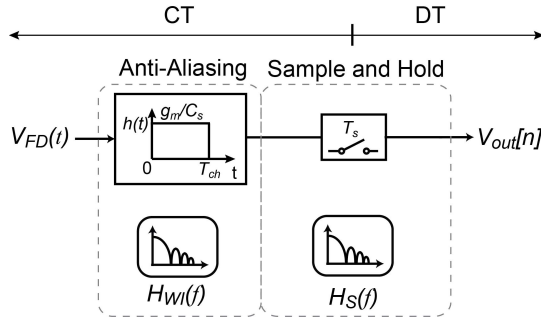 CT
DT
Anti-Aliasing
Sample and Hold
V_FD(t)
h(t)
g_m/C_s
0
T_ch
t
T_s
V_out[n]
H_WI(f)
H_S(f)